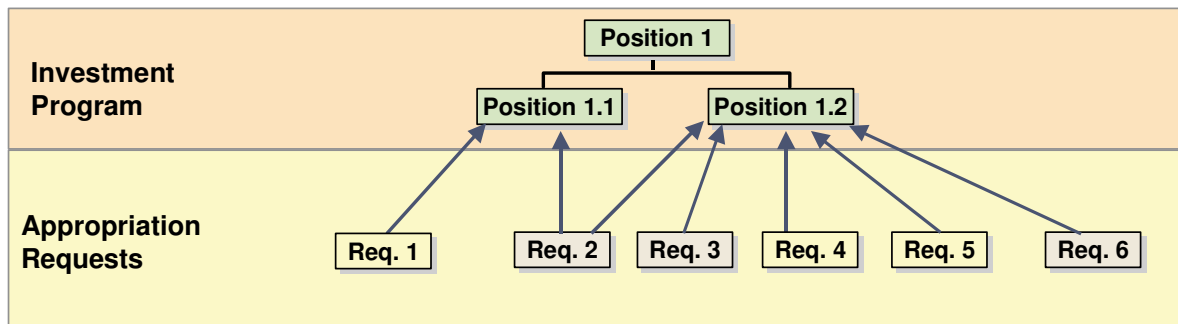 Position 1
Investment
Program
Position 1.1
Position 1.2
Appropriation
Requests
Req. 1
Req. 2
Req. 3
Req. 4
Req. 5
Req. 6